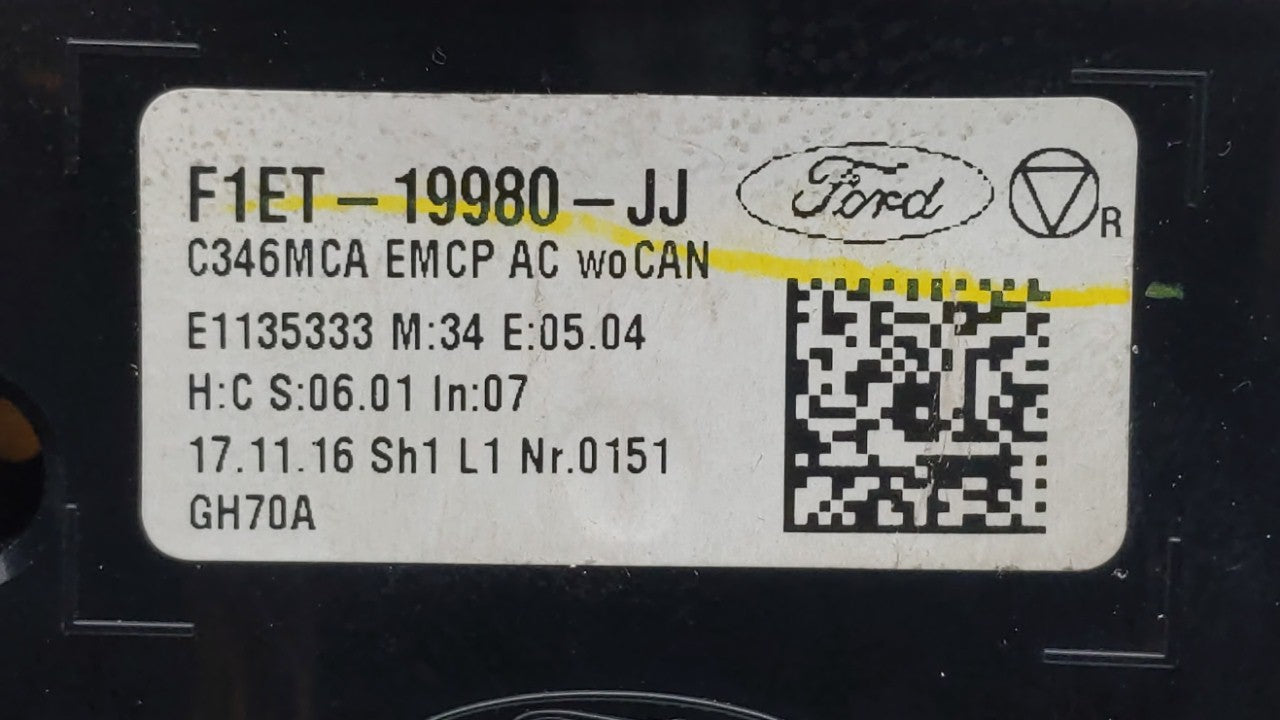 F1ET-19980-JJ
Ford
R
C346MCA EMCP AC woCAN
E1135333 M:34 E:05.04
H:C S:06.01 In:07
17.11.16 Sh1 L1 Nr.0151
GH70A